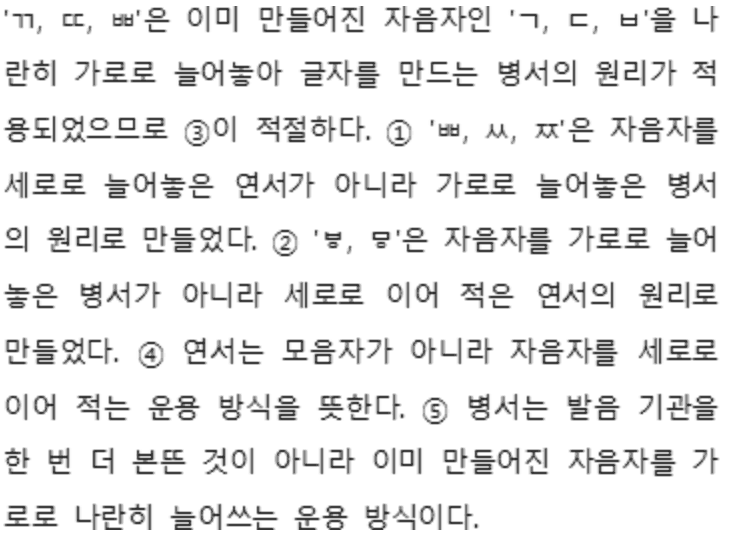 'ㄲ, ㄸ, ㅃ'은 이미 만들어진 자음자인 'ㄱ, ㄷ, ㅂ'을 나
란히 가로로 늘어놓아 글자를 만드는 병서의 원리가 적
용되었으므로 ③이 적절하다. ① 'ㅃ, ㅆ, ㅉ'은 자음자를
세로로 늘어놓은 연서가 아니라 가로로 늘어놓은 병서
의 원리로 만들었다. ② 'ㅸ, ㅱ'은 자음자를 가로로 늘어
놓은 병서가 아니라 세로로 이어 적은 연서의 원리로
만들었다. ④ 연서는 모음자가 아니라 자음자를 세로로
이어 적는 운용 방식을 뜻한다. ⑤ 병서는 발음 기관을
한 번 더 본뜬 것이 아니라 이미 만들어진 자음자를 가
로로 나란히 늘어쓰는 운용 방식이다.